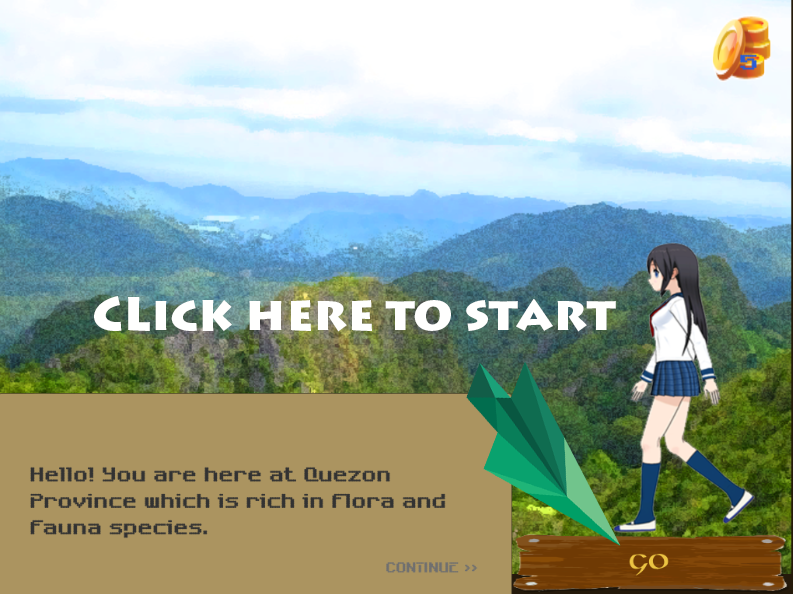 5
CLICK HERE TO START
Hello! You are here at Quezon
Province which is rich in flora and
fauna species.
CONTINUE >>
GO